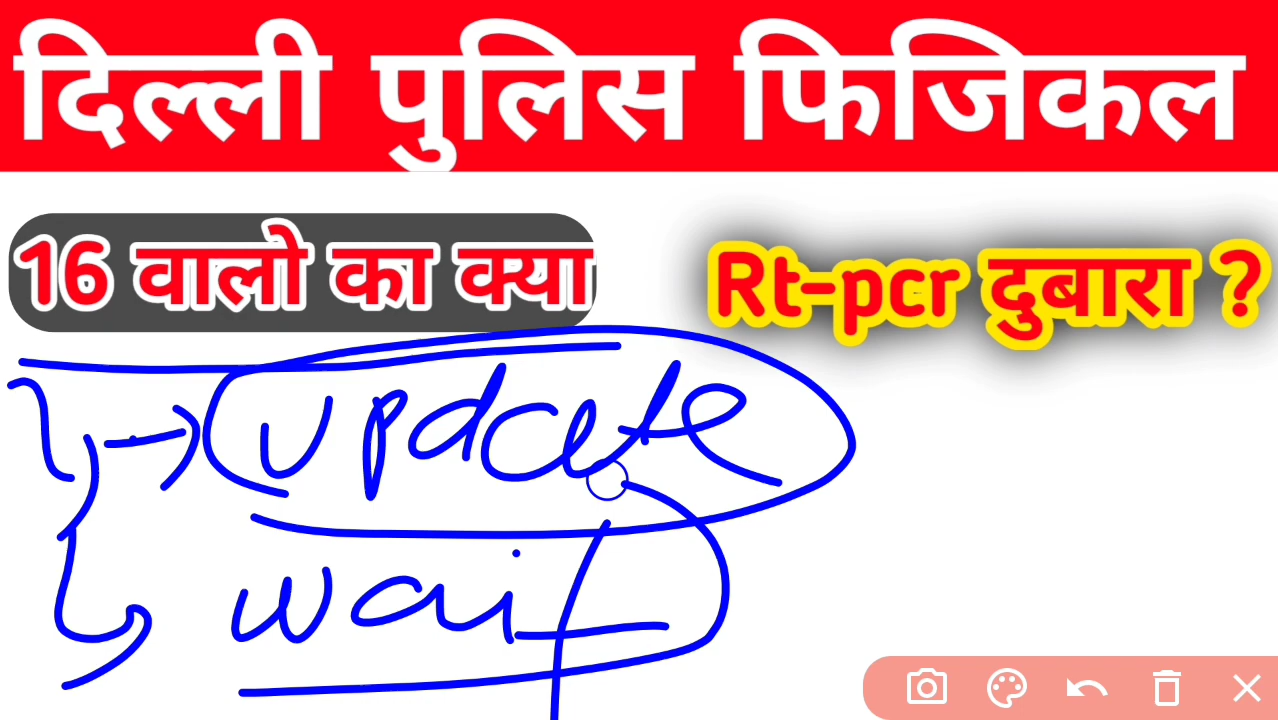 दिल्ली पुलिस फिजिकल
16 वालो का क्या
Rt-pcr दुबारा ?
update
wait